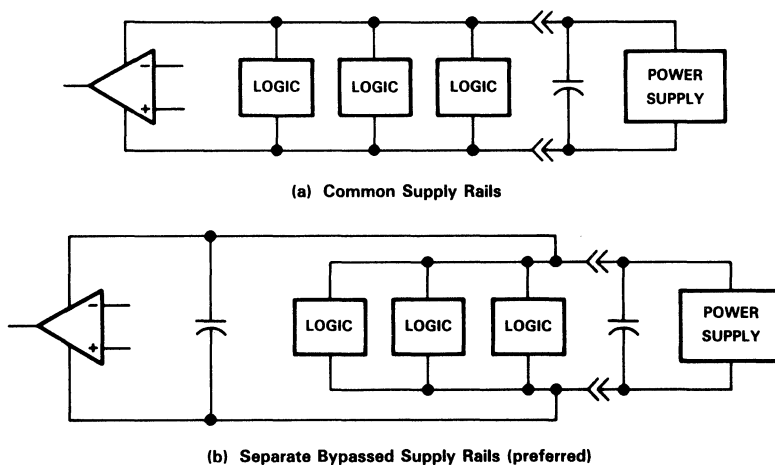 −
+
LOGIC LOGIC LOGIC
POWER
SUPPLY
(a) Common Supply Rails
−
+
LOGIC LOGIC LOGIC
POWER
SUPPLY
(b) Separate Bypassed Supply Rails (preferred)